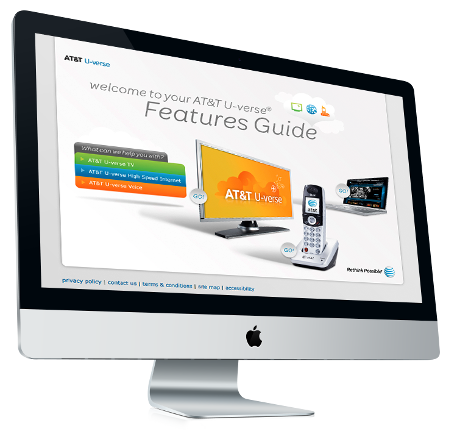 AT&T U-verse
welcome to your AT&T U-verse®
Features Guide
What can we help you with?
AT&T U-verse TV
AT&T U-verse High Speed Internet
AT&T U-verse Voice
GO!
AT&T U-verse
GO!
at&t
GO!
Rethink Possible
privacy policy | contact us | terms & conditions | site map | accessibility